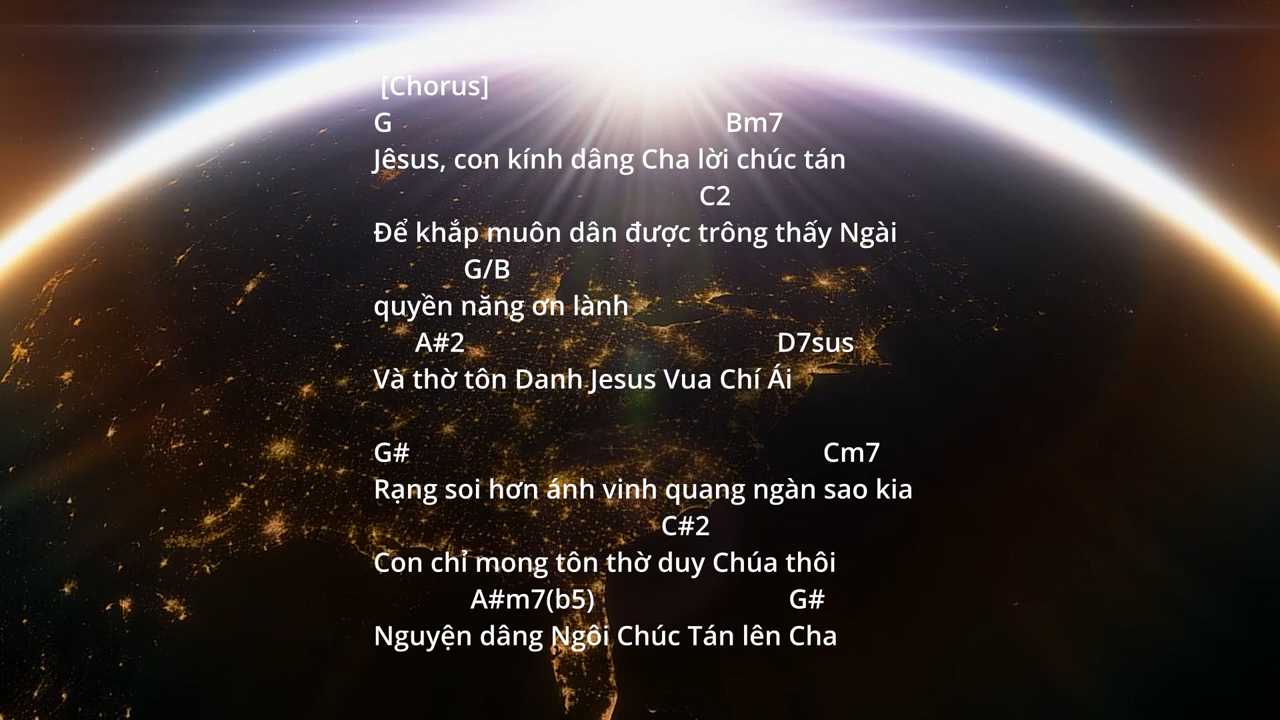 [Chorus]
G Bm7
Jêsus, con kính dâng Cha lời chúc tán
C2
Để khắp muôn dân được trông thấy Ngài
G/B
quyền năng ơn lành
A#2 D7sus
Và thờ tôn Danh Jesus Vua Chí Ái
G# Cm7
Rạng soi hơn ánh vinh quang ngàn sao kia
C#2
Con chỉ mong tôn thờ duy Chúa thôi
A#m7(b5) G#
Nguyện dâng Ngôi Chúc Tán lên Cha